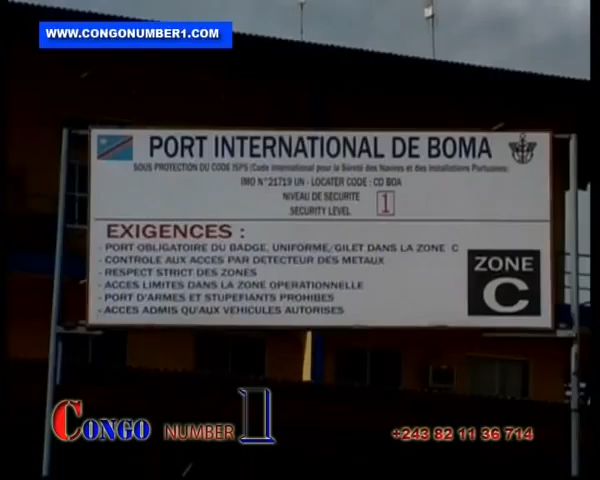 WWW.CONGONUMBER1.COM
PORT INTERNATIONAL DE BOMA
SOUS PROTECTION DU CODE ISPS (Code International pour la Sûreté des Navires et des Installations Portuaires)
IMO N°21719 UN - LOCATER CODE : CD BOA
NIVEAU DE SECURITE
SECURITY LEVEL
1
EXIGENCES :
- PORT OBLIGATOIRE DU BADGE, UNIFORME, GILET DANS LA ZONE C
- CONTROLE AUX ACCES PAR DETECTEUR DES METAUX
- RESPECT STRICT DES ZONES
- ACCES LIMITES DANS LA ZONE OPERATIONNELLE
- PORT D'ARMES ET STUPEFIANTS PROHIBES
- ACCES ADMIS QU'AUX VEHICULES AUTORISES
ZONE
C
CONGO NUMBER 1
+243 82 11 36 714